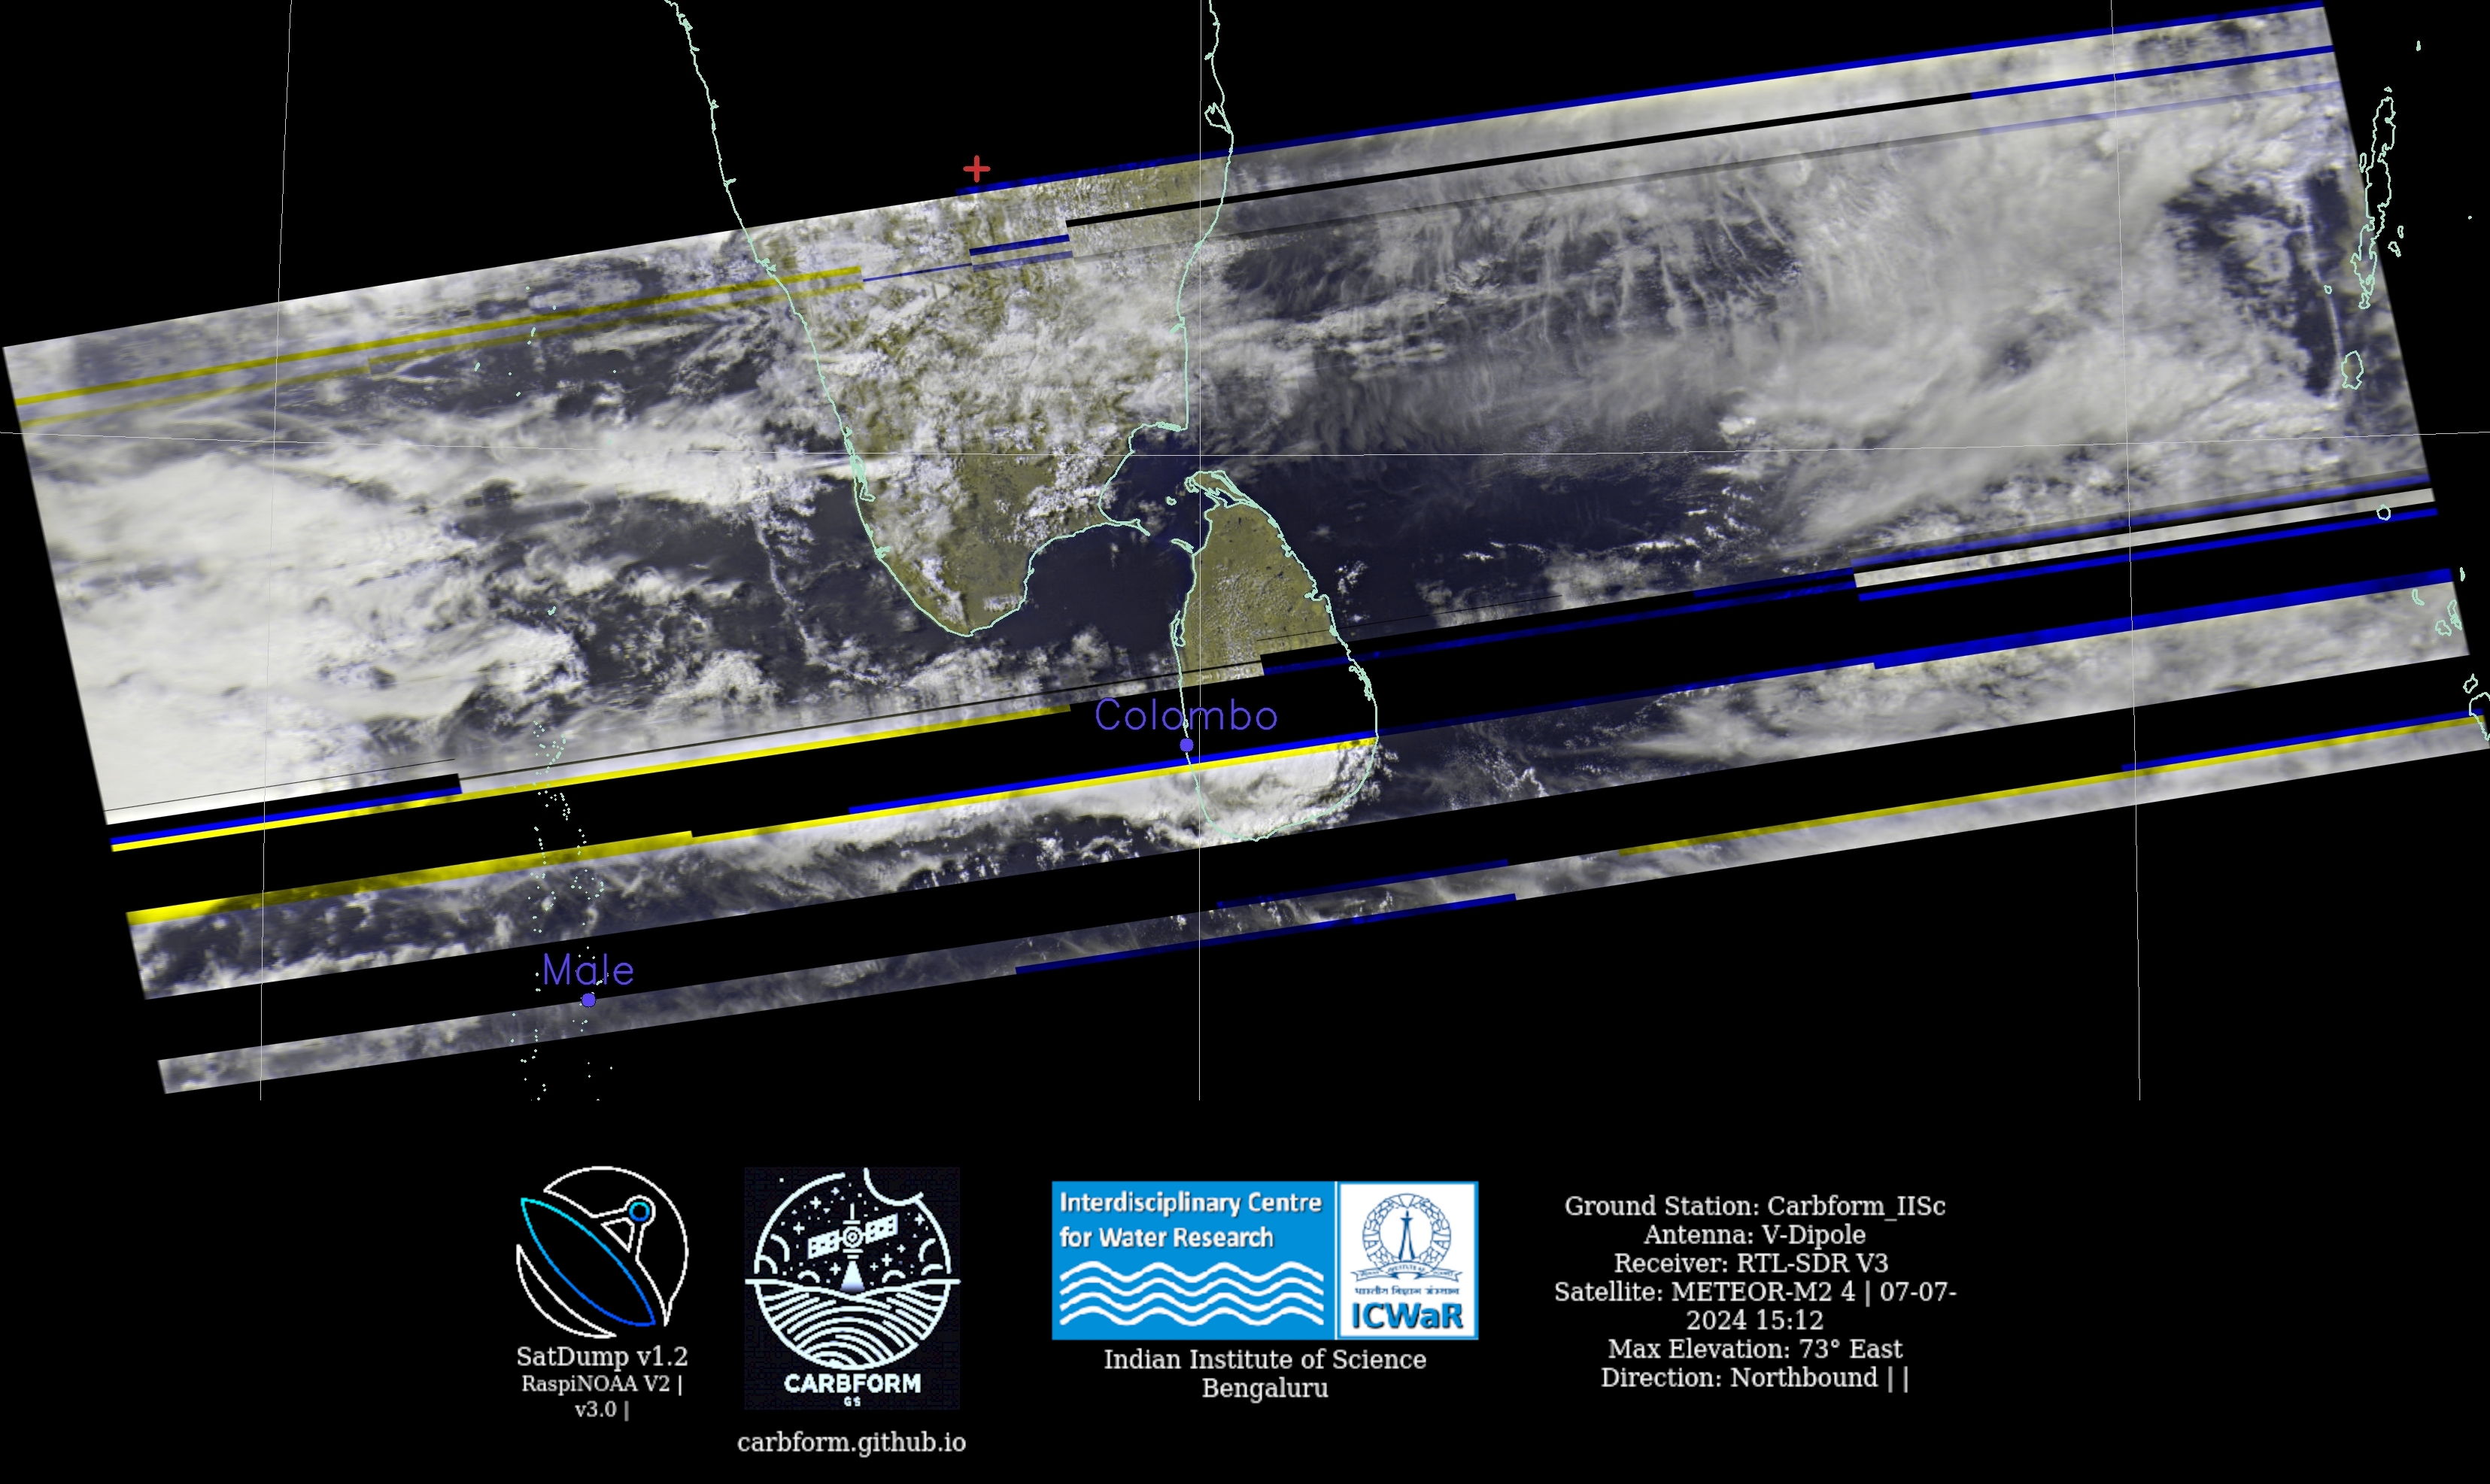 Colombo
Male
SatDump v1.2
RaspiNOAA V2 |
v3.0 |
CARBFORM
GS
carbform.github.io
Interdisciplinary Centre
for Water Research
भारतीय विज्ञान संस्थान
ICWaR
Indian Institute of Science
Bengaluru
Ground Station: Carbform_IISc
Antenna: V-Dipole
Receiver: RTL-SDR V3
Satellite: METEOR-M2 4 | 07-07-
2024 15:12
Max Elevation: 73° East
Direction: Northbound | |